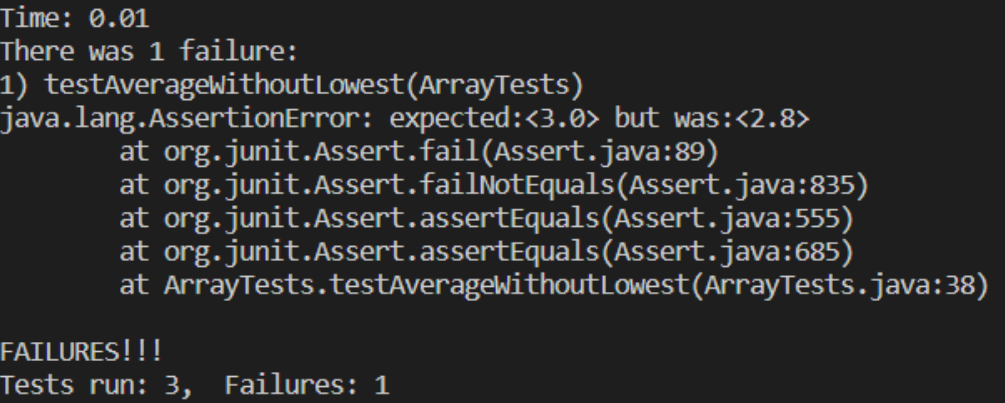 Time: 0.01
There was 1 failure:
1) testAverageWithoutLowest(ArrayTests)
java.lang.AssertionError: expected:<3.0> but was:<2.8>
        at org.junit.Assert.fail(Assert.java:89)
        at org.junit.Assert.failNotEquals(Assert.java:835)
        at org.junit.Assert.assertEquals(Assert.java:555)
        at org.junit.Assert.assertEquals(Assert.java:685)
        at ArrayTests.testAverageWithoutLowest(ArrayTests.java:38)

FAILURES!!!
Tests run: 3,  Failures: 1